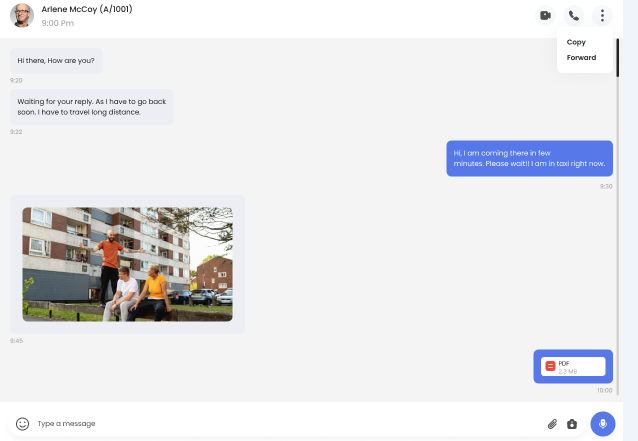 Arlene McCoy (A/1001)
9:00 Pm
Copy
Forward
Hi there, How are you?
9:20
Waiting for your reply. As I have to go back
soon. I have to travel long distance.
9:22
Hi, I am coming there in few
minutes. Please wait!! I am in taxi right now.
9:30
9:45
PDF
2.3 MB
10:00
Type a message